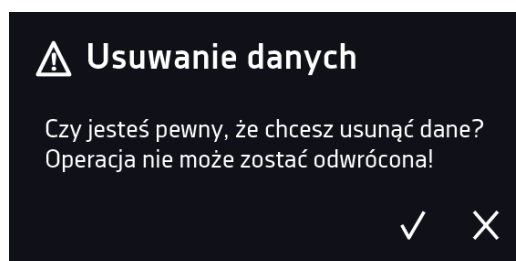 Usuwanie danych
Czy jesteś pewny, że chcesz usunąć dane?
Operacja nie może zostać odwrócona!